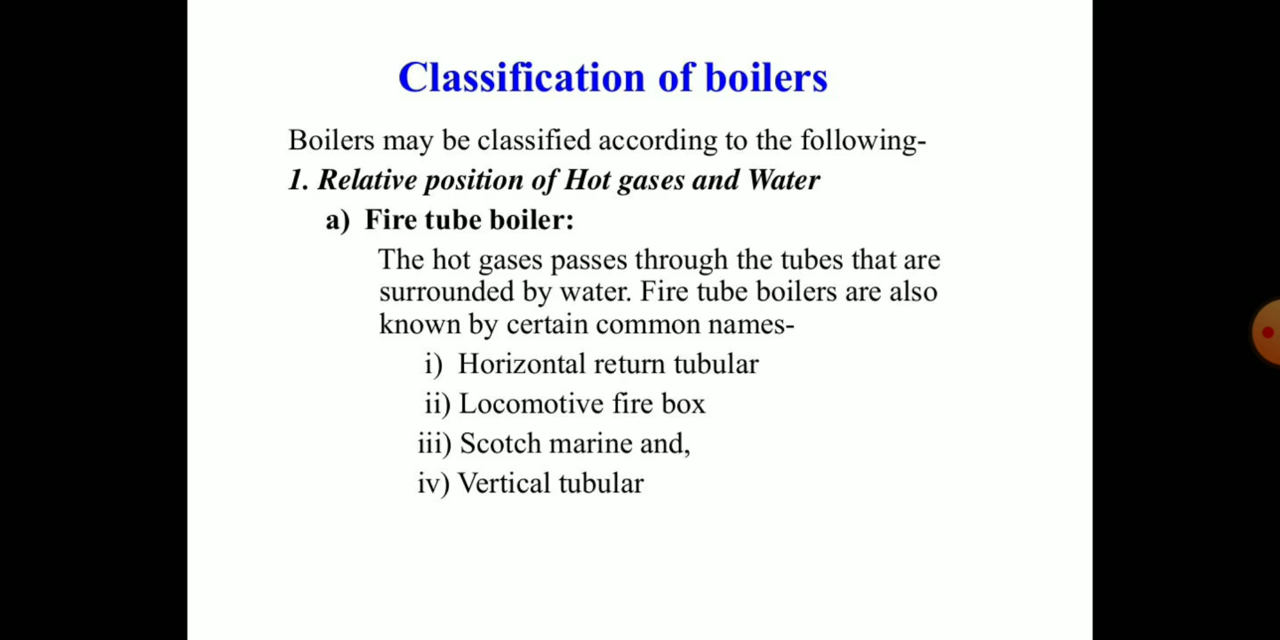 Classification of boilers
Boilers may be classified according to the following-
1. Relative position of Hot gases and Water
a) Fire tube boiler:
The hot gases passes through the tubes that are
surrounded by water. Fire tube boilers are also
known by certain common names-
i) Horizontal return tubular
ii) Locomotive fire box
iii) Scotch marine and,
iv) Vertical tubular